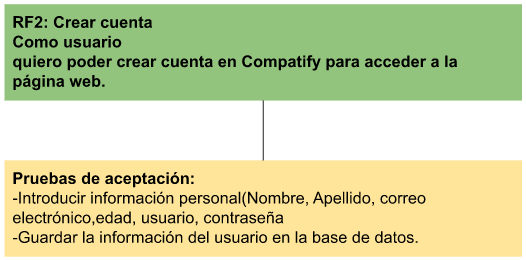 RF2: Crear cuenta
Como usuario
quiero poder crear cuenta en Compatify para acceder a la
página web.
Pruebas de aceptación:
-Introducir información personal(Nombre, Apellido, correo
electrónico,edad, usuario, contraseña
-Guardar la información del usuario en la base de datos.